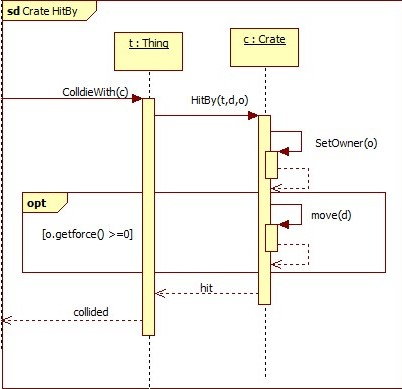 sd Crate HitBy
t : Thing
c : Crate
ColldieWith(c)
HitBy(t,d,o)
SetOwner(o)
opt
move(d)
[o.getforce() >=0]
hit
collided